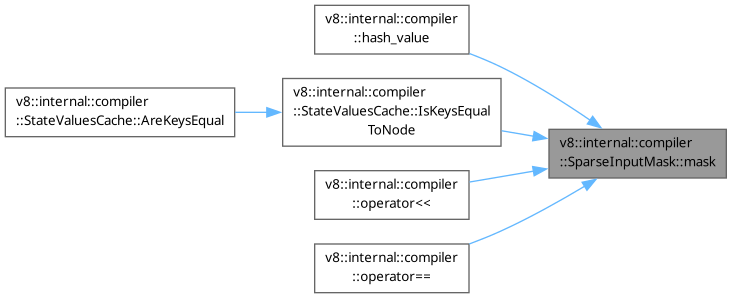 v8::internal::compiler
::hash_value
v8::internal::compiler
::StateValuesCache::AreKeysEqual
v8::internal::compiler
::StateValuesCache::IsKeysEqual
ToNode
v8::internal::compiler
::SparseInputMask::mask
v8::internal::compiler
::operator<<
v8::internal::compiler
::operator==